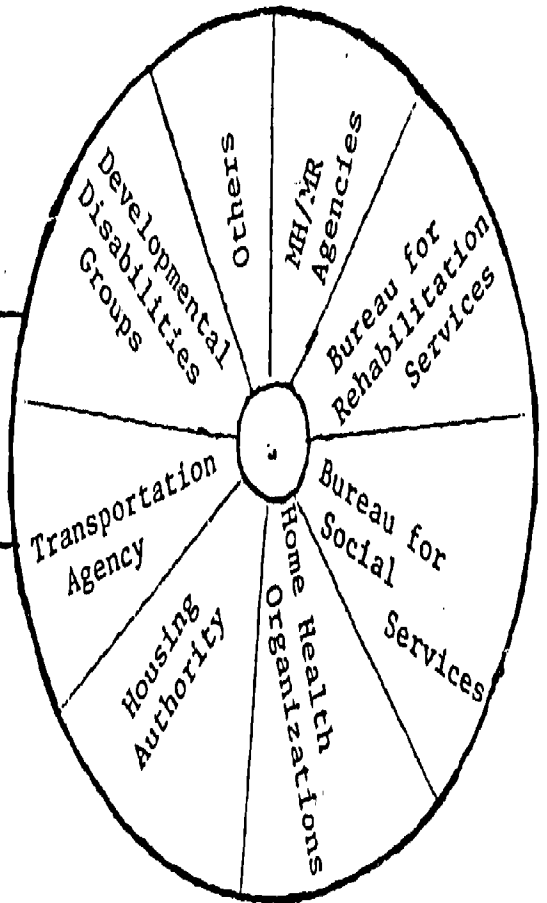 Others
MH/MR
Agencies
Bureau for
Rehabilitation
Services
Bureau for
Social
Services
Home Health
Organizations
Housing
Authority
Transportation
Agency
Developmental
Disabilities
Groups